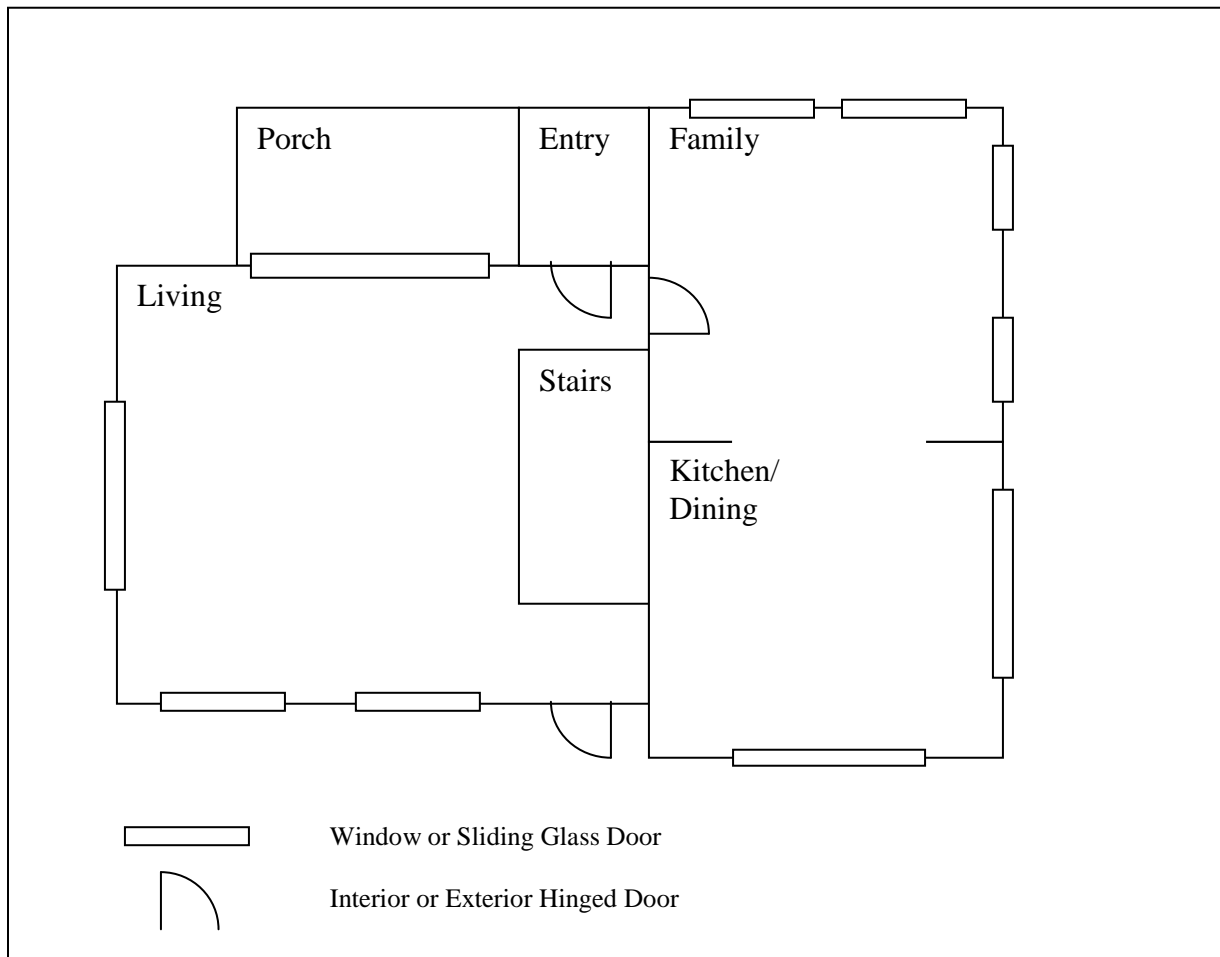 Porch
Entry
Family
Living
Stairs
Kitchen/
Dining
Window or Sliding Glass Door
Interior or Exterior Hinged Door